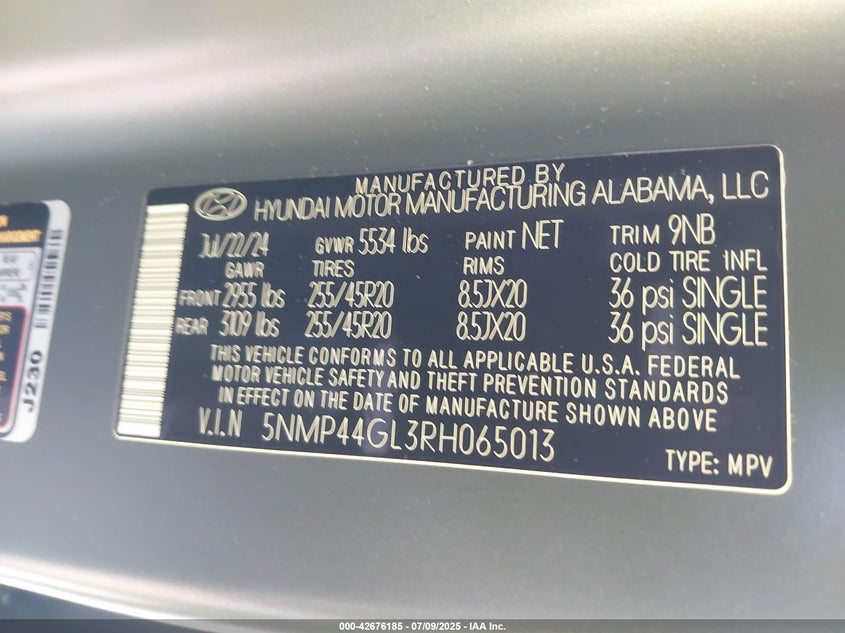 MANUFACTURED BY
HYUNDAI MOTOR MANUFACTURING ALABAMA, LLC
Jul/22/24 GVWR 5534 lbs PAINT NET TRIM 9NB
GAWR TIRES RIMS COLD TIRE INFL
FRONT 2955 lbs 255/45R20 8.5JX20 36 psi SINGLE
REAR 3109 lbs 255/45R20 8.5JX20 36 psi SINGLE
THIS VEHICLE CONFORMS TO ALL APPLICABLE U.S.A. FEDERAL
MOTOR VEHICLE SAFETY AND THEFT PREVENTION STANDARDS
IN EFFECT ON THE DATE OF MANUFACTURE SHOWN ABOVE
V.I.N 5NMP44GL3RH065013
TYPE: MPV
J230
000-42676185 - 07/09/2025 - IAA Inc.